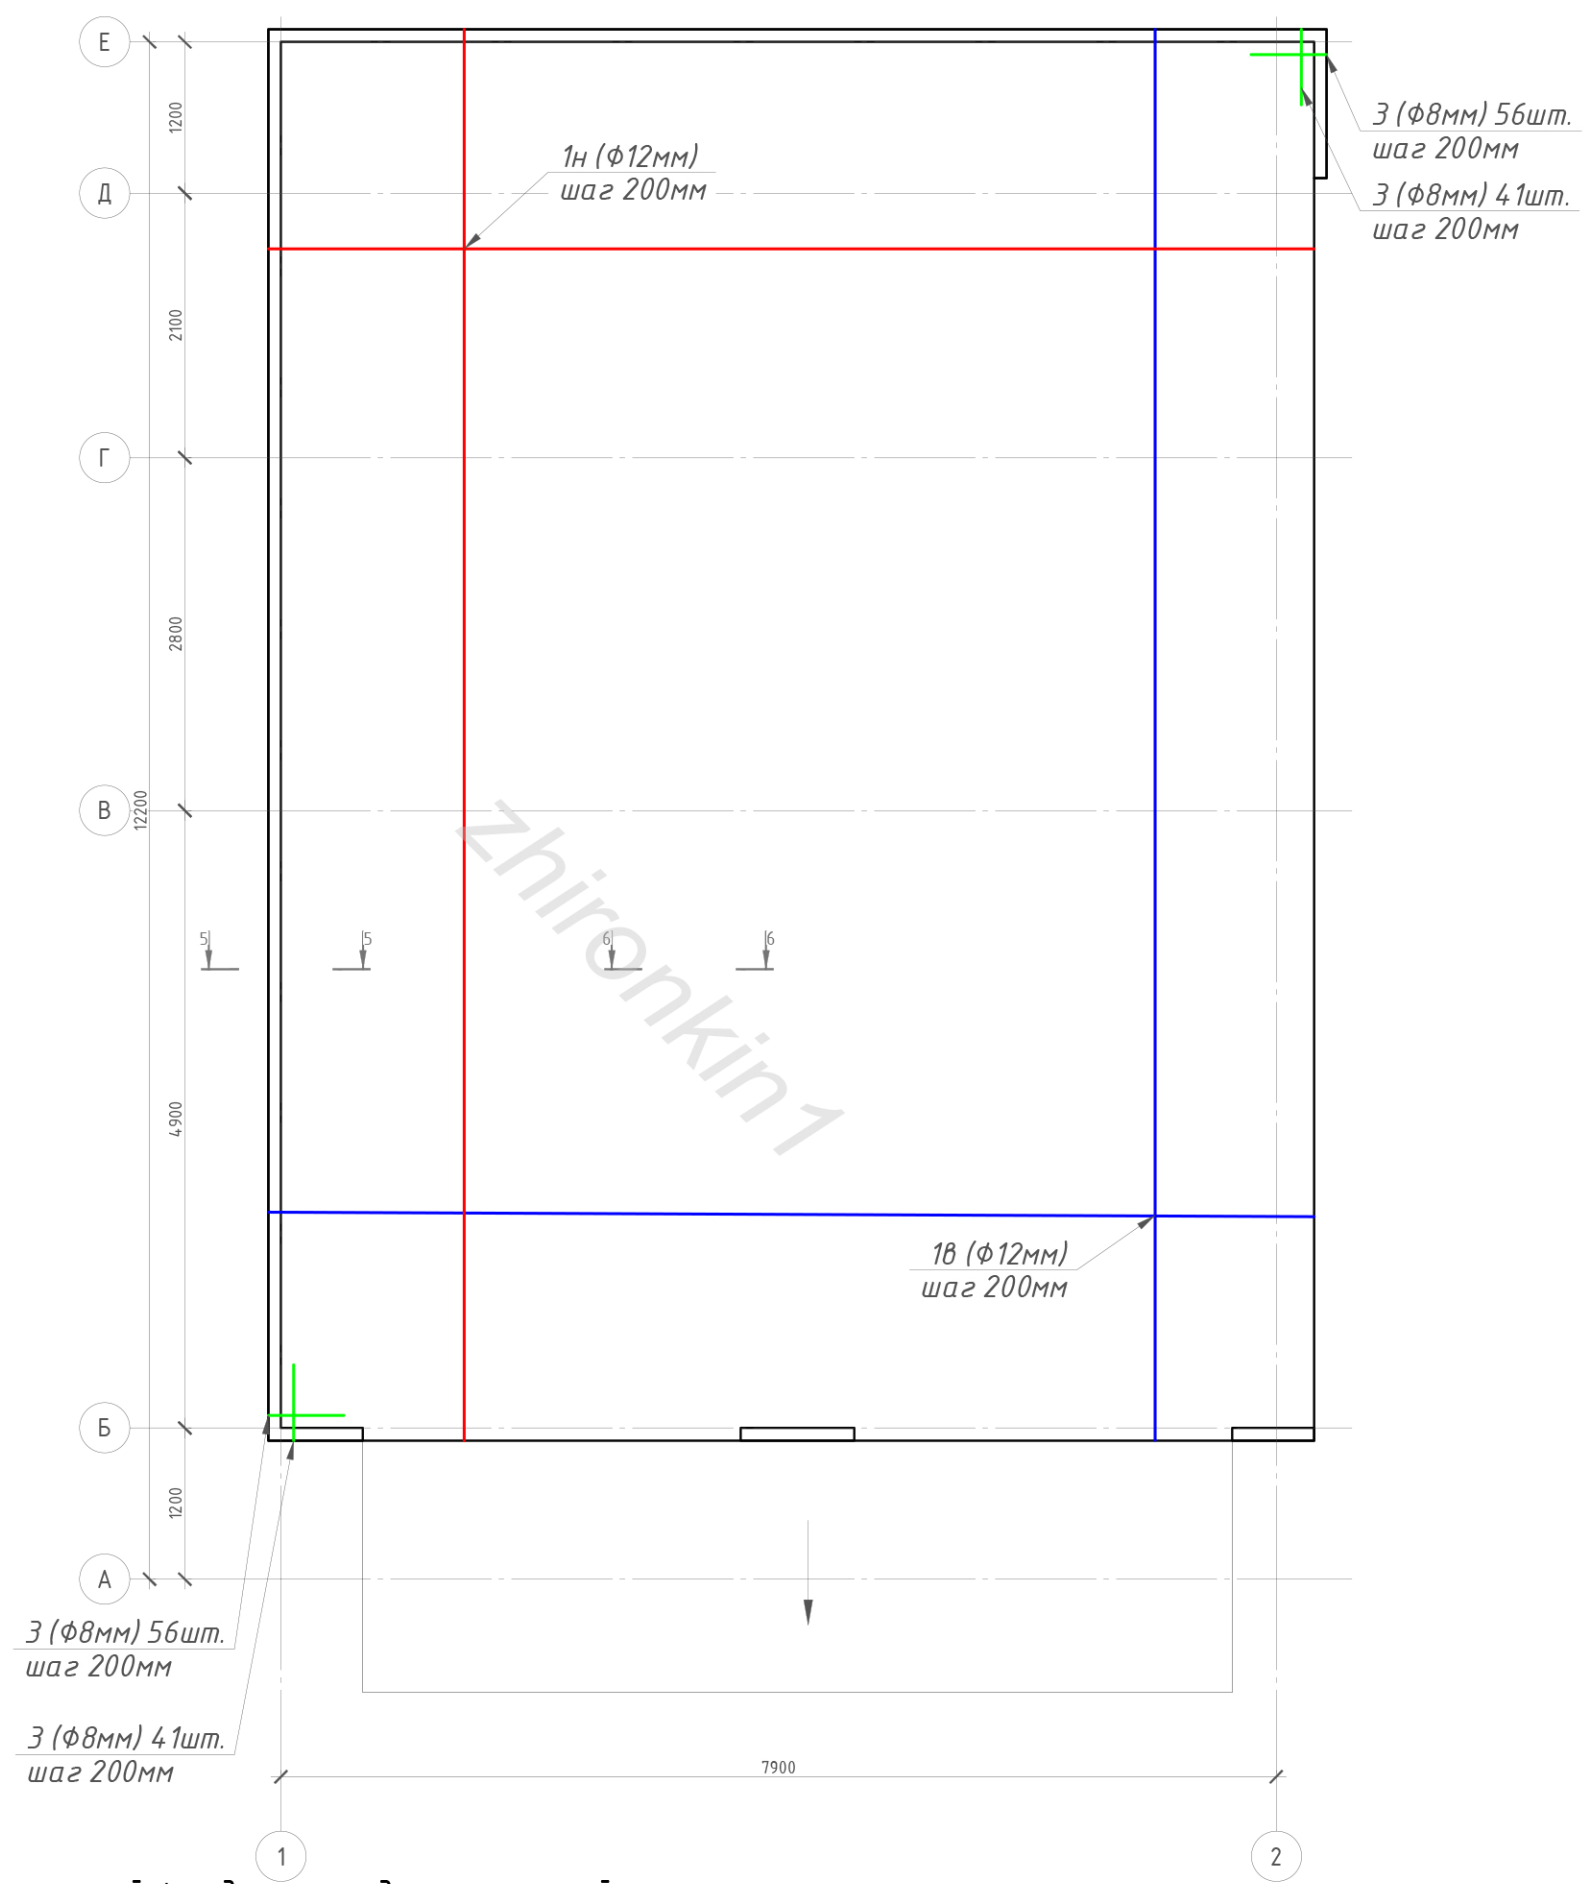 Е
1200
3 (Ф8мм) 56шт.
шаг 200мм
1н (Ф12мм)
шаг 200мм
Д
3 (Ф8мм) 41шт.
шаг 200мм
2100
Г
2800
В
12200
zhironkin1
5 5 6 6
4900
1в (Ф12мм)
шаг 200мм
Б
1200
А
3 (Ф8мм) 56шт.
шаг 200мм
3 (Ф8мм) 41шт.
шаг 200мм
7900
1 2